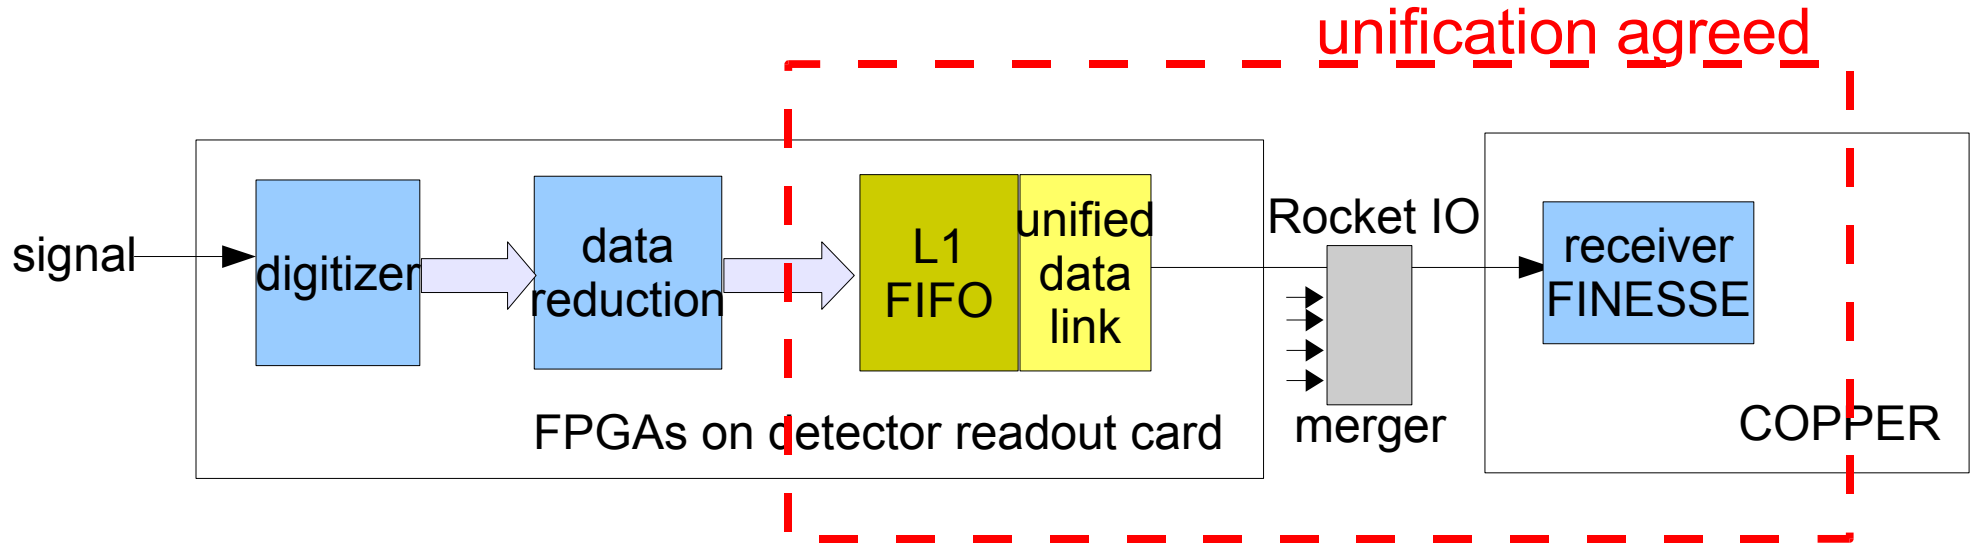 unification agreed
signal
digitizer
data
reduction
L1
FIFO
unified
data
link
Rocket IO
merger
receiver
FINESSE
FPGAs on detector readout card
COPPER